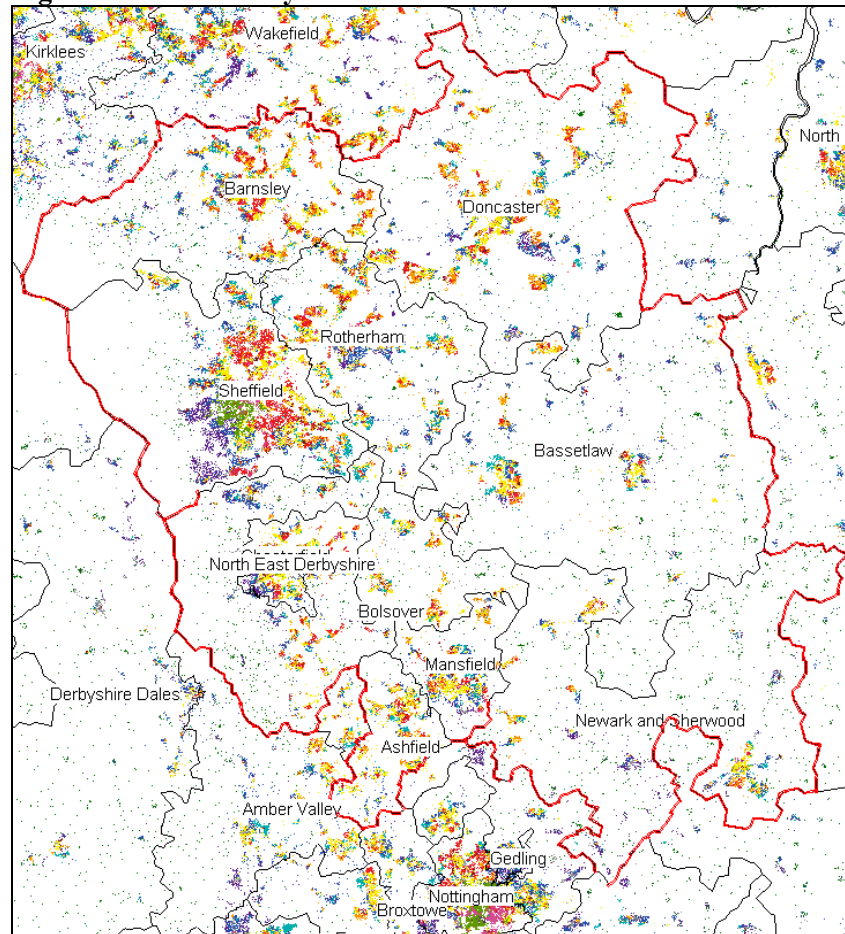 Wakefield
Kirklees
North
Barnsley
Doncaster
Rotherham
Sheffield
Bassetlaw
North East Derbyshire
Bolsover
Mansfield
Derbyshire Dales
Newark and Sherwood
Ashfield
Amber Valley
Gedling
Nottingham
Broxtowe